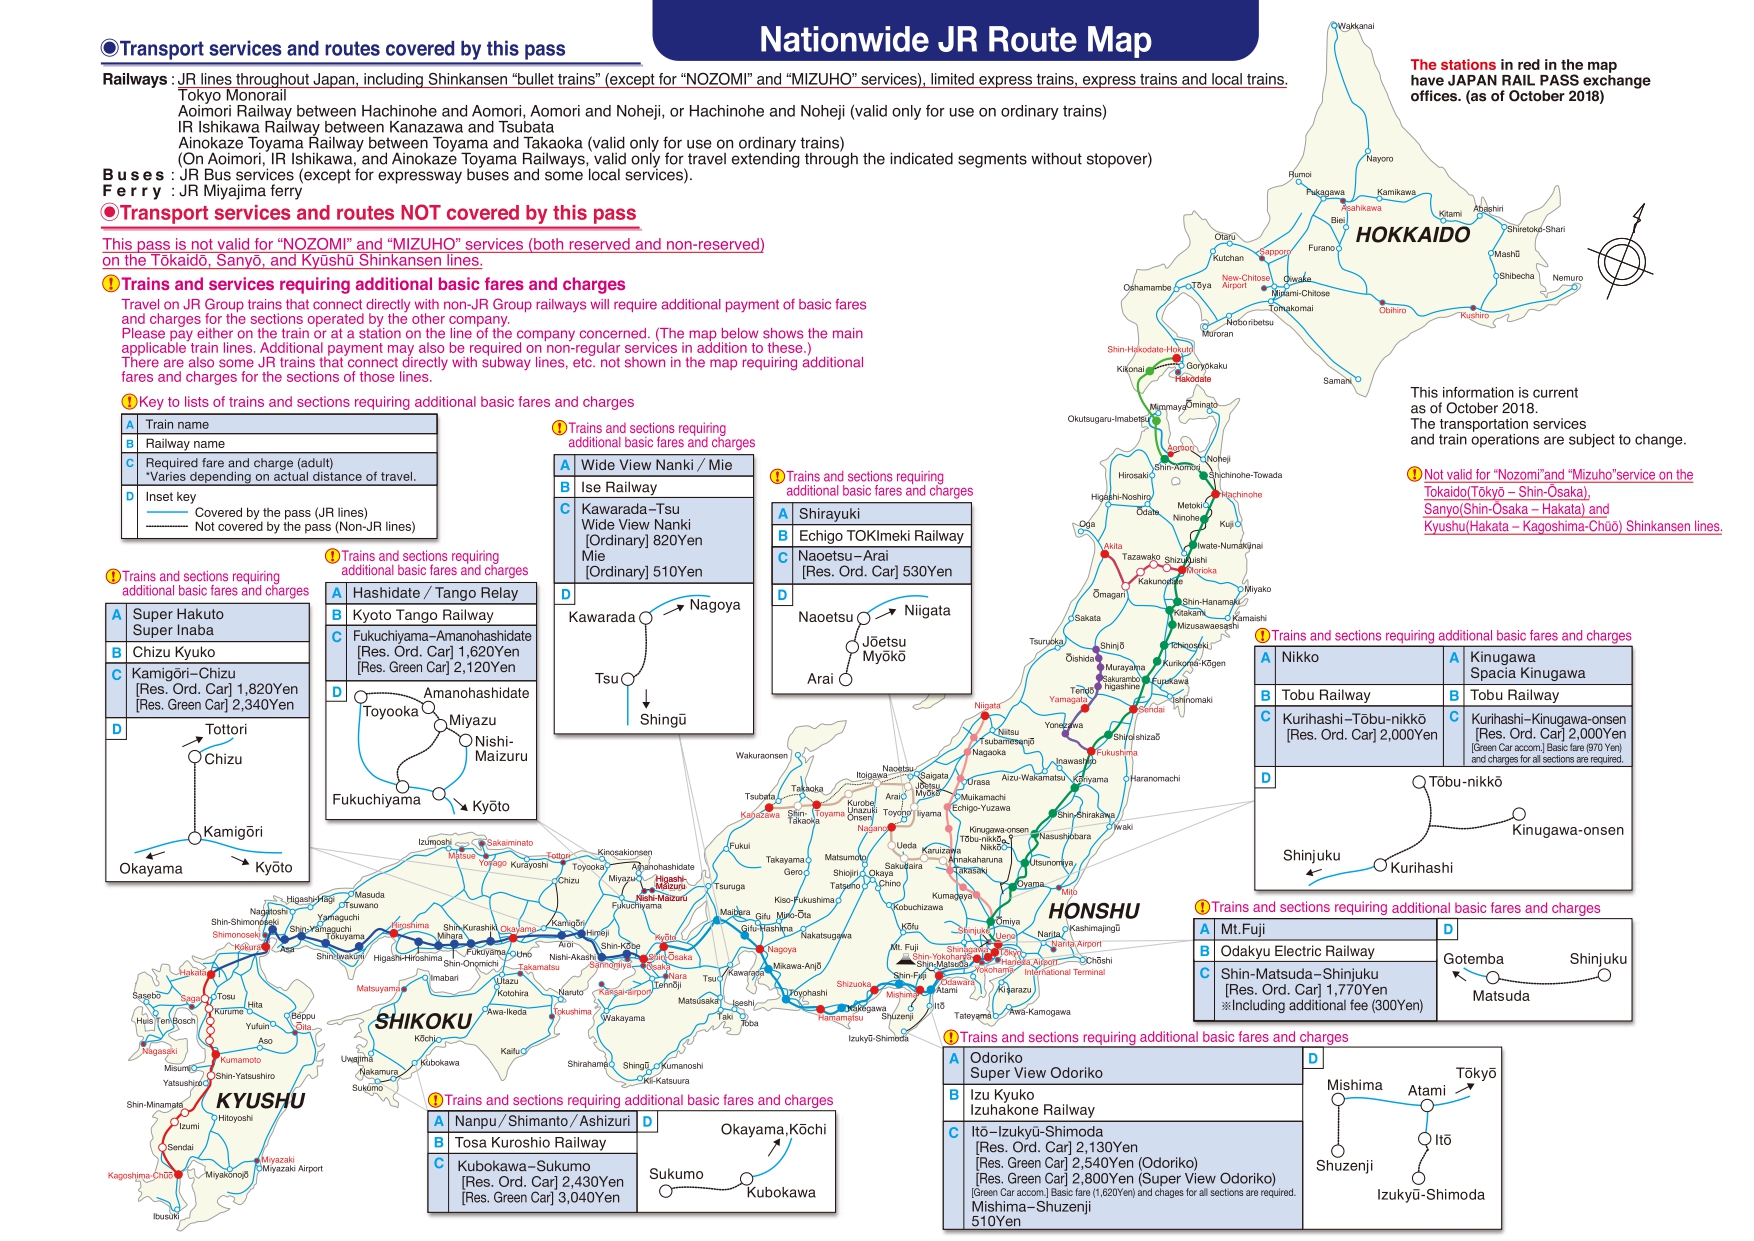 Nationwide JR Route Map
Transport services and routes covered by this pass
Railways : JR lines throughout Japan, including Shinkansen “bullet trains” (except for “NOZOMI” and “MIZUHO” services), limited express trains, express trains and local trains.
Tokyo Monorail
Aoimori Railway between Hachinohe and Aomori, Aomori and Noheji, or Hachinohe and Noheji (valid only for use on ordinary trains)
IR Ishikawa Railway between Kanazawa and Tsubata
Ainokaze Toyama Railway between Toyama and Takaoka (valid only for use on ordinary trains)
(On Aoimori, IR Ishikawa, and Ainokaze Toyama Railways, valid only for travel extending through the indicated segments without stopover)
Buses : JR Bus services (except for expressway buses and some local services).
Ferry : JR Miyajima ferry
Transport services and routes NOT covered by this pass
This pass is not valid for “NOZOMI” and “MIZUHO” services (both reserved and non-reserved)
on the Tōkaidō, Sanyō, and Kyūshū Shinkansen lines.
Trains and services requiring additional basic fares and charges
Travel on JR Group trains that connect directly with non-JR Group railways will require additional payment of basic fares
and charges for the sections operated by the other company.
Please pay either on the train or at a station on the line of the company concerned. (The map below shows the main
applicable train lines. Additional payment may also be required on non-regular services in addition to these.)
There are also some JR trains that connect directly with subway lines, etc. not shown in the map requiring additional
fares and charges for the sections of those lines.
Key to lists of trains and sections requiring additional basic fares and charges
A Train name
B Railway name
C Required fare and charge (adult)
*Varies depending on actual distance of travel.
D Inset key
Covered by the pass (JR lines)
Not covered by the pass (Non-JR lines)
The stations in red in the map
have JAPAN RAIL PASS exchange
offices. (as of October 2018)
This information is current
as of October 2018.
The transportation services
and train operations are subject to change.
Not valid for “Nozomi”and “Mizuho”service on the
Tokaido(Tōkyō – Shin-Ōsaka),
Sanyo(Shin-Ōsaka – Hakata) and
Kyushu(Hakata – Kagoshima-Chūō) Shinkansen lines.
Trains and sections requiring
additional basic fares and charges
A Super Hakuto
Super Inaba
B Chizu Kyuko
C Kamigōri–Chizu
[Res. Ord. Car] 1,820Yen
[Res. Green Car] 2,340Yen
D
Tottori
Chizu
Kamigōri
Okayama
Kyōto
Trains and sections requiring
additional basic fares and charges
A Hashidate / Tango Relay
B Kyoto Tango Railway
C Fukuchiyama–Amanohashidate
[Res. Ord. Car] 1,620Yen
[Res. Green Car] 2,120Yen
D
Amanohashidate
Toyooka
Miyazu
Nishi-
Maizuru
Fukuchiyama
Kyōto
Trains and sections requiring
additional basic fares and charges
A Wide View Nanki / Mie
B Ise Railway
C Kawarada–Tsu
Wide View Nanki
[Ordinary] 820Yen
Mie
[Ordinary] 510Yen
D
Kawarada
Nagoya
Tsu
Shingū
Trains and sections requiring
additional basic fares and charges
A Shirayuki
B Echigo TOKImeki Railway
C Naoetsu–Arai
[Res. Ord. Car] 530Yen
D
Naoetsu
Niigata
Jōetsu
Myōkō
Arai
Trains and sections requiring additional basic fares and charges
A Nikko
B Tobu Railway
C Kurihashi–Tōbu-nikkō
[Res. Ord. Car] 2,000Yen
A Kinugawa
Spacia Kinugawa
B Tobu Railway
C Kurihashi–Kinugawa-onsen
[Res. Ord. Car] 2,000Yen
[Green Car accom.] Basic fare (970 Yen)
and charges for all sections are required.
D
Tōbu-nikkō
Kinugawa-onsen
Shinjuku
Kurihashi
Trains and sections requiring additional basic fares and charges
A Mt.Fuji
B Odakyu Electric Railway
C Shin-Matsuda–Shinjuku
[Res. Ord. Car] 1,770Yen
※Including additional fee (300Yen)
D
Gotemba
Shinjuku
Matsuda
Trains and sections requiring additional basic fares and charges
A Odoriko
Super View Odoriko
B Izu Kyuko
Izuhakone Railway
C Itō–Izukyū-Shimoda
[Res. Ord. Car] 2,130Yen
[Res. Green Car] 2,540Yen (Odoriko)
[Res. Green Car] 2,800Yen (Super View Odoriko)
[Green Car accom.] Basic fare (1,620Yen) and chages for all sections are required.
Mishima–Shuzenji
510Yen
D
Mishima
Atami
Tōkyō
Itō
Shuzenji
Izukyū-Shimoda
Trains and sections requiring additional basic fares and charges
A Nanpu / Shimanto / Ashizuri
B Tosa Kuroshio Railway
C Kubokawa–Sukumo
[Res. Ord. Car] 2,430Yen
[Res. Green Car] 3,040Yen
D
Okayama,Kōchi
Sukumo
Kubokawa
HOKKAIDO
Wakkanai
Nayoro
Rumoi
Fukagawa
Asahikawa
Kamikawa
Kitami
Abashiri
Shiretoko-Shari
Biei
Furano
Mashū
Shibecha
Nemuro
Otaru
Kutchan
Sapporo
New-Chitose
Airport
Oiwake
Minami-Chitose
Tomakomai
Obihiro
Kushiro
Oshamambe
Tōya
Noboribetsu
Muroran
Samani
Shin-Hakodate-Hokuto
Kikonai
Goryōkaku
Hakodate
HONSHU
Okutsugaru-Imabetsu
Mimmaya
Ōminato
Aomori
Shin-Aomori
Noheji
Shichinohe-Towada
Hirosaki
Hachinohe
Higashi-Noshiro
Odate
Metoki
Ninohe
Kuji
Oga
Akita
Iwate-Numakunai
Tazawako
Shizukuishi
Morioka
Kakunodate
Ōmagari
Miyako
Shin-Hanamaki
Kitakami
Kamaishi
Mizusawaesashi
Sakata
Ichinoseki
Tsuruoka
Shinjō
Ōishida
Murayama
Kurikoma-Kōgen
Sakurambo
higashine
Furukawa
Tendō
Yamagata
Ishinomaki
Sendai
Yonezawa
Shiroishizaō
Fukushima
Niigata
Niitsu
Tsubamesanjō
Nagaoka
Inawashiro
Aizu-Wakamatsu
Kōriyama
Haranomachi
Wakuraonsen
Naoetsu
Saigata
Itoigawa
Urasa
Jōetsu
Myōkō
Arai
Muikamachi
Echigo-Yuzawa
Takaoka
Tsubata
Kanazawa
Shin-
Takaoka
Toyama
Kurobe
Unazuki
Onsen
Toyono
Iiyama
Nagano
Shin-Shirakawa
Iwaki
Kinugawa-onsen
Tōbu-nikkō
Nikkō
Nasushiobara
Fukui
Ueda
Karuizawa
Sakudaira
Annakaharuna
Takasaki
Utsunomiya
Oyama
Takayama
Gero
Matsumoto
Shiojiri
Tatsuno
Okaya
Chino
Kumagaya
Mito
Tsuruga
Kiso-Fukushima
Kobuchizawa
Ōmiya
Kashimajingū
Maibara
Gifu
Mino-Ōta
Gifu-Hashima
Nakatsugawa
Kōfu
Shinjuku
Ueno
Narita
Narita Airport
Mt. Fuji
Shinagawa
Tōkyō
Shin-Yokohama
Shin-Matsuda
Haneda Airport
International Terminal
Yokohama
Chōshi
Nagoya
Kawarada
Mikawa-Anjō
Shin-Fuji
Shizuoka
Mishima
Odawara
Atami
Itō
Kisarazu
Tateyama
Awa-Kamogawa
Toyohashi
Hamamatsu
Kakegawa
Shuzenji
Izukyū-Shimoda
Izumoshi
Sakaiminato
Matsue
Yonago
Kurayoshi
Tottori
Kinosakionsen
Toyooka
Amanohashidate
Miyazu
Higashi-
Maizuru
Nishi-Maizuru
Fukuchiyama
Chizu
Masuda
Higashi-Hagi
Tsuwano
Nagatoshi
Yamaguchi
Shin-Shimonoseki
Shin-Yamaguchi
Shimonoseki
Tokuyama
Kokura
Asa
Shin-Iwakuni
Hiroshima
Higashi-Hiroshima
Mihara
Shin-Onomichi
Shin-Kurashiki
Fukuyama
Okayama
Uno
Kamigōri
Aioi
Himeji
Nishi-Akashi
Shin-Kōbe
Sannomiya
Kyōto
Shin-Ōsaka
Ōsaka
Nara
Tennōji
Kansai-airport
Wakayama
Tsu
Matsusaka
Iseshi
Taki
Toba
Shirahama
Shingū
Kumanoshi
Kii-Katsuura
SHIKOKU
Matsuyama
Imabari
Utazu
Takamatsu
Kotohira
Naruto
Awa-Ikeda
Tokushima
Kōchi
Kaifu
Uwajima
Kubokawa
Nakamura
Sukumo
KYUSHU
Hakata
Sasebo
Saga
Tosu
Kurume
Huis Ten Bosch
Hita
Yufuin
Beppu
Ōita
Nagasaki
Aso
Kumamoto
Misumi
Shin-Yatsushiro
Yatsushiro
Shin-Minamata
Izumi
Hitoyoshi
Sendai
Miyazaki
Miyazaki Airport
Kagoshima-Chūō
Miyakonojō
Ibusuki